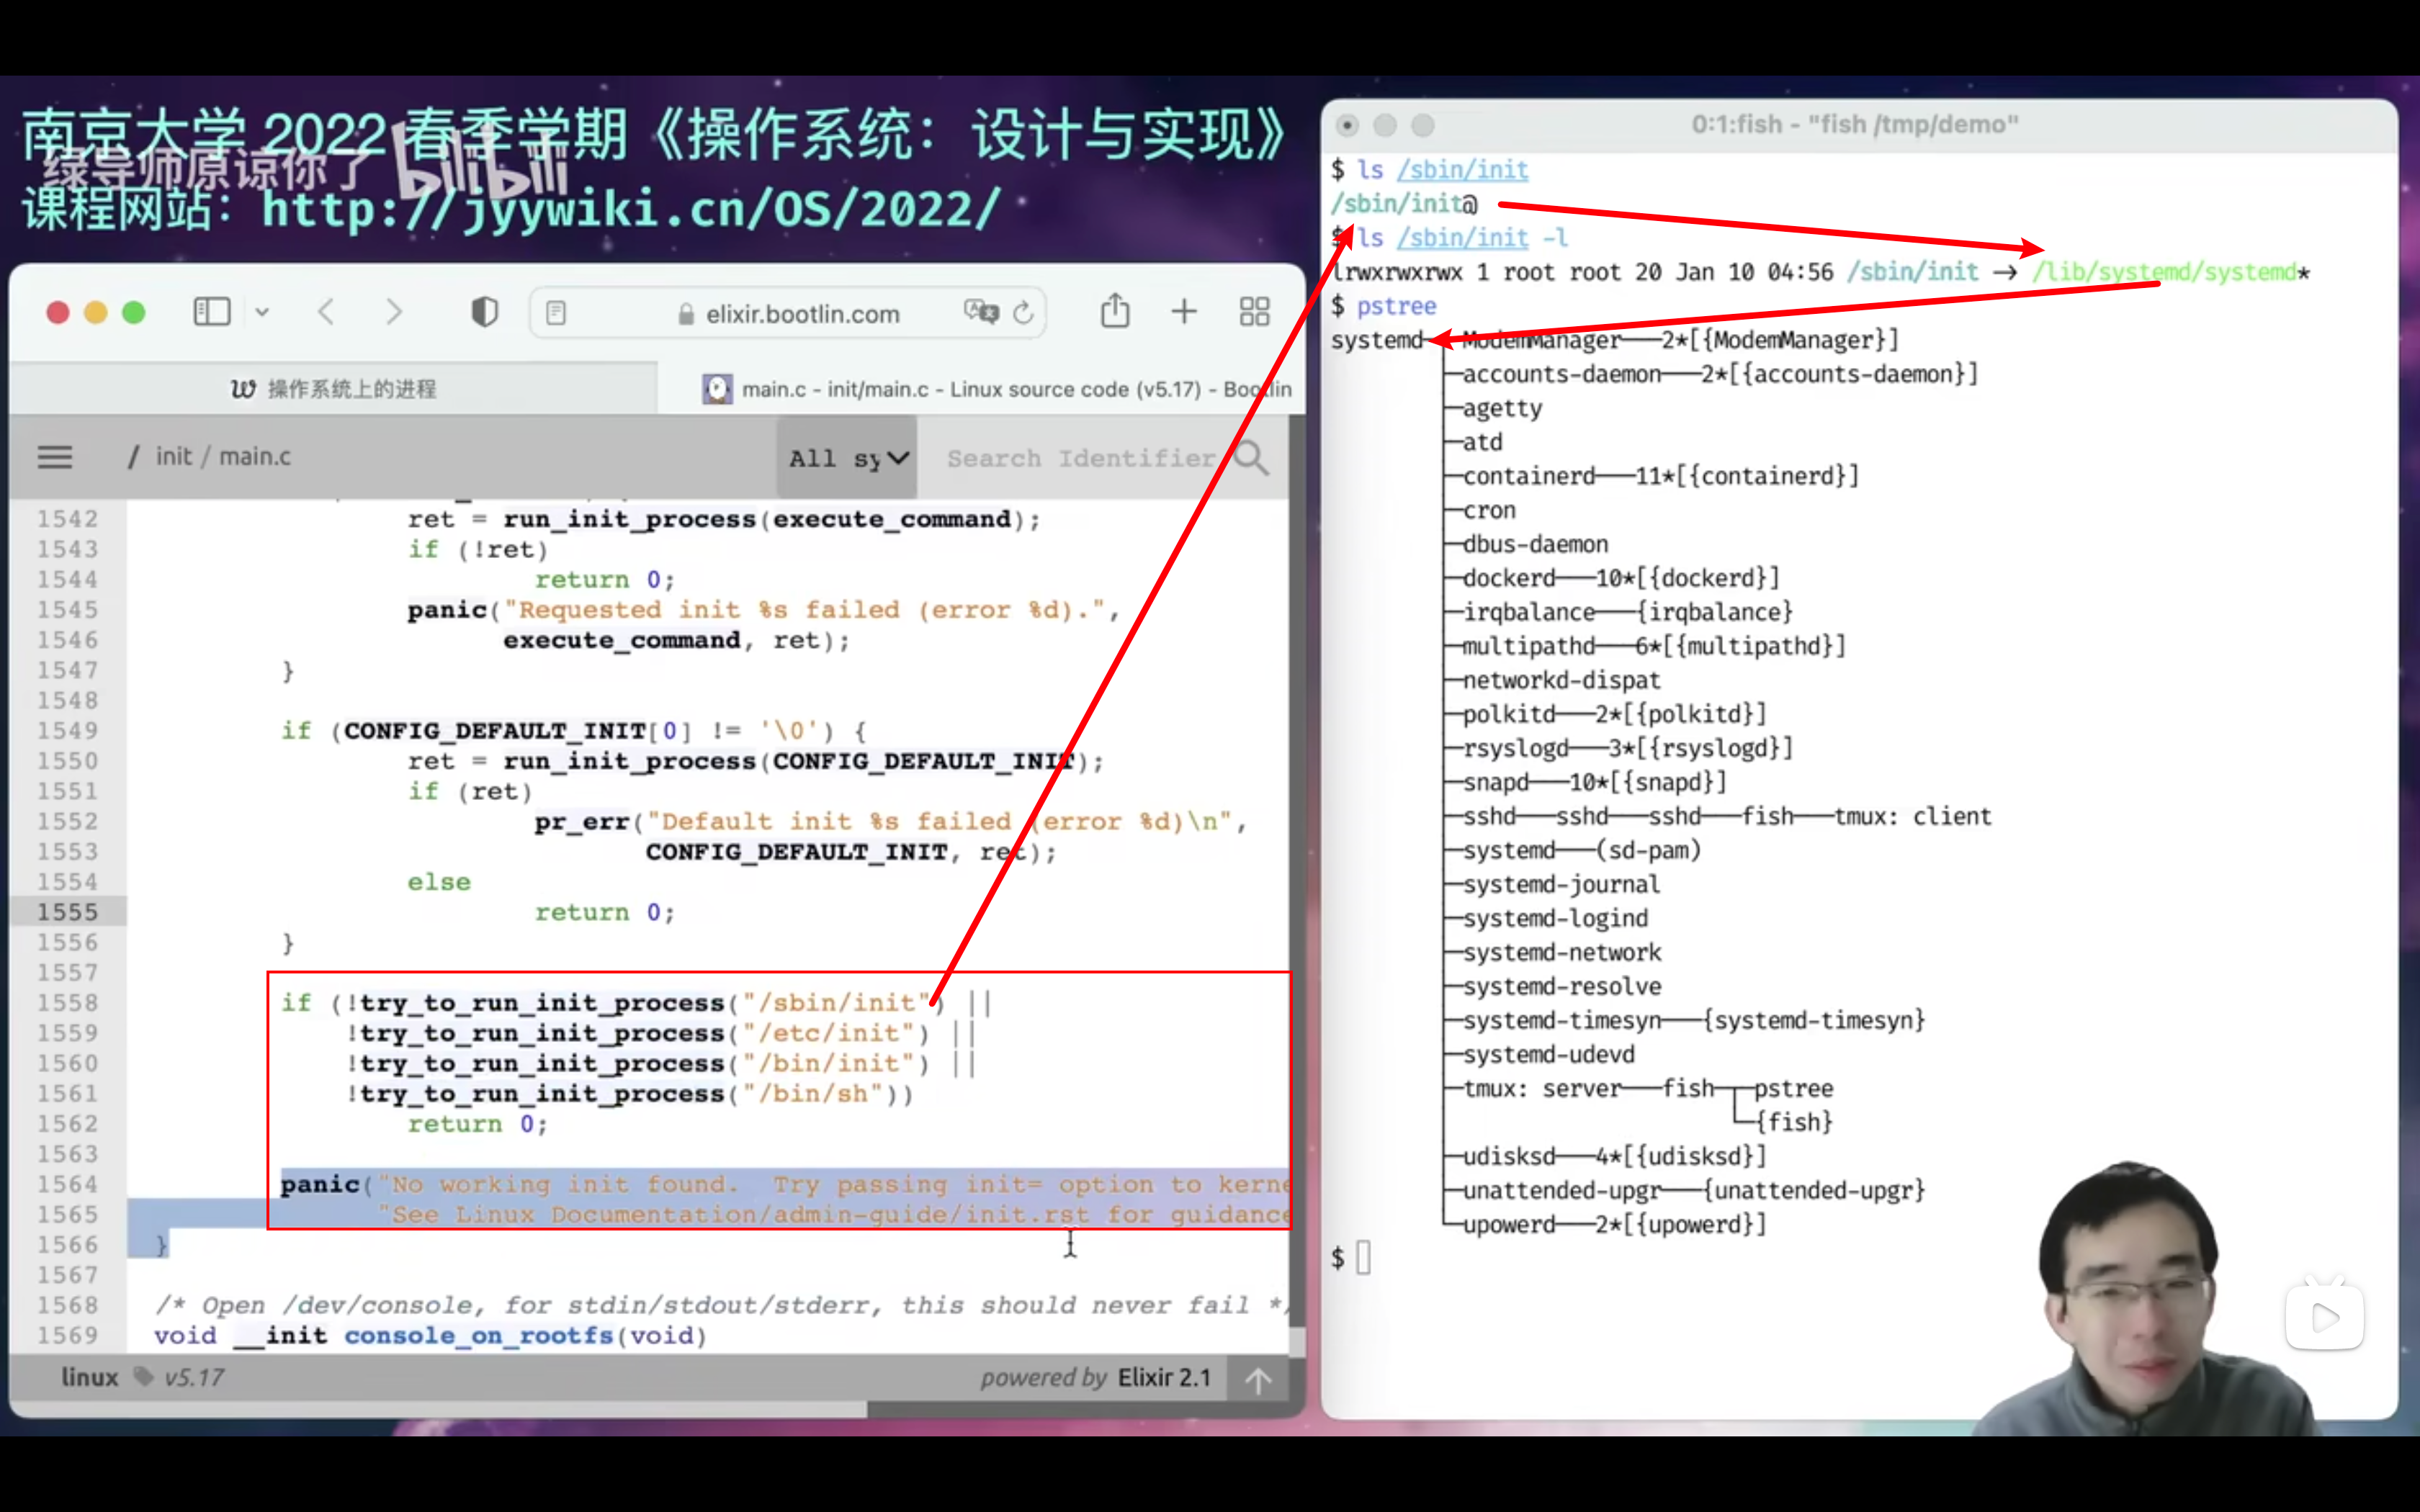 南京大学 2022 春季学期《操作系统：设计与实现》
绿导师原谅你了 bilibili
课程网站：http://jyywiki.cn/OS/2022/
elixir.bootlin.com
操作系统上的进程
main.c - init/main.c - Linux source code (v5.17) - Bootlin
/ init / main.c
All sy
Search Identifier
1542 ret = run_init_process(execute_command);
1543 if (!ret)
1544 return 0;
1545 panic("Requested init %s failed (error %d).",
1546 execute_command, ret);
1547 }
1548
1549 if (CONFIG_DEFAULT_INIT[0] != '\0') {
1550 ret = run_init_process(CONFIG_DEFAULT_INIT);
1551 if (ret)
1552 pr_err("Default init %s failed (error %d)\n",
1553 CONFIG_DEFAULT_INIT, ret);
1554 else
1555 return 0;
1556 }
1557
1558 if (!try_to_run_init_process("/sbin/init") ||
1559 !try_to_run_init_process("/etc/init") ||
1560 !try_to_run_init_process("/bin/init") ||
1561 !try_to_run_init_process("/bin/sh"))
1562 return 0;
1563
1564 panic("No working init found.  Try passing init= option to kerne
1565 "See Linux Documentation/admin-guide/init.rst for guidance
1566 }
1567
1568 /* Open /dev/console, for stdin/stdout/stderr, this should never fail */
1569 void __init console_on_rootfs(void)
linux v5.17
powered by Elixir 2.1
0:1:fish - "fish /tmp/demo"
$ ls /sbin/init
/sbin/init@
$ ls /sbin/init -l
lrwxrwxrwx 1 root root 20 Jan 10 04:56 /sbin/init → /lib/systemd/systemd*
$ pstree
systemd─┬─ModemManager───2*[{ModemManager}]
├─accounts-daemon───2*[{accounts-daemon}]
├─agetty
├─atd
├─containerd───11*[{containerd}]
├─cron
├─dbus-daemon
├─dockerd───10*[{dockerd}]
├─irqbalance───{irqbalance}
├─multipathd───6*[{multipathd}]
├─networkd-dispat
├─polkitd───2*[{polkitd}]
├─rsyslogd───3*[{rsyslogd}]
├─snapd───10*[{snapd}]
├─sshd───sshd───sshd───fish───tmux: client
├─systemd───(sd-pam)
├─systemd-journal
├─systemd-logind
├─systemd-network
├─systemd-resolve
├─systemd-timesyn───{systemd-timesyn}
├─systemd-udevd
├─tmux: server───fish─┬─pstree
└─{fish}
├─udisksd───4*[{udisksd}]
├─unattended-upgr───{unattended-upgr}
└─upowerd───2*[{upowerd}]
$